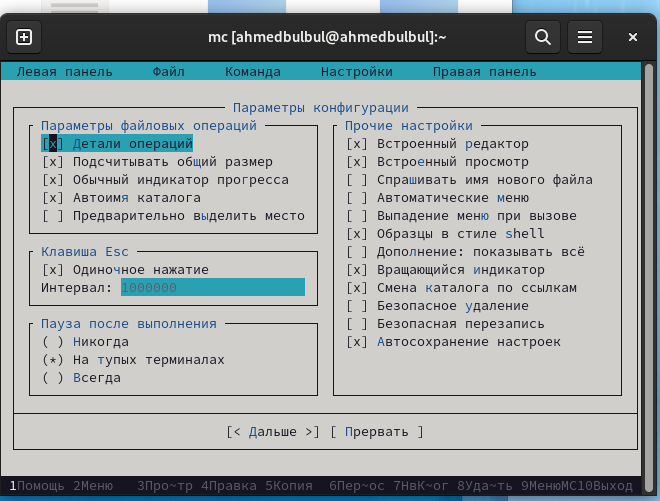 mc [ahmedbulbul@ahmedbulbul]:~
Левая панель Файл Команда Настройки Правая панель
Параметры конфигурации
Параметры файловых операций
[x] Детали операций
[x] Подсчитывать общий размер
[x] Обычный индикатор прогресса
[x] Автоимя каталога
[ ] Предварительно выделить место
Клавиша Esc
[x] Одиночное нажатие
Интервал: 1000000
Пауза после выполнения
( ) Никогда
(*) На тупых терминалах
( ) Всегда
Прочие настройки
[x] Встроенный редактор
[x] Встроенный просмотр
[ ] Спрашивать имя нового файла
[ ] Автоматические меню
[ ] Выпадение меню при вызове
[x] Образцы в стиле shell
[ ] Дополнение: показывать всё
[x] Вращающийся индикатор
[x] Смена каталога по ссылкам
[ ] Безопасное удаление
[ ] Безопасная перезапись
[x] Автосохранение настроек
[< Дальше >] [ Прервать ]
1Помощь 2Меню 3Про~тр 4Правка 5Копия 6Пер~ос 7НвК~ог 8Уда~ть 9МенюMC10Выход